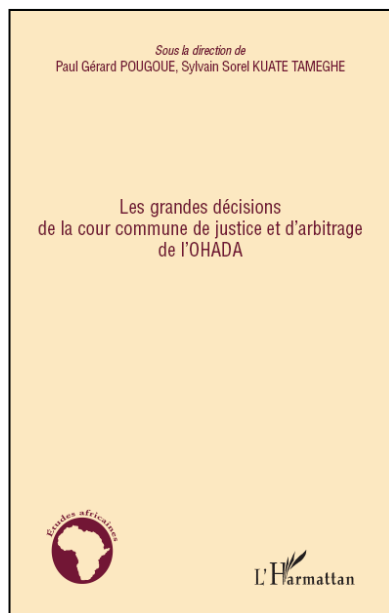 Sous la direction de
Paul Gérard POUGOUE, Sylvain Sorel KUATE TAMEGHE
Les grandes décisions
de la cour commune de justice et d'arbitrage
de l'OHADA
Études africaines
L'Harmattan